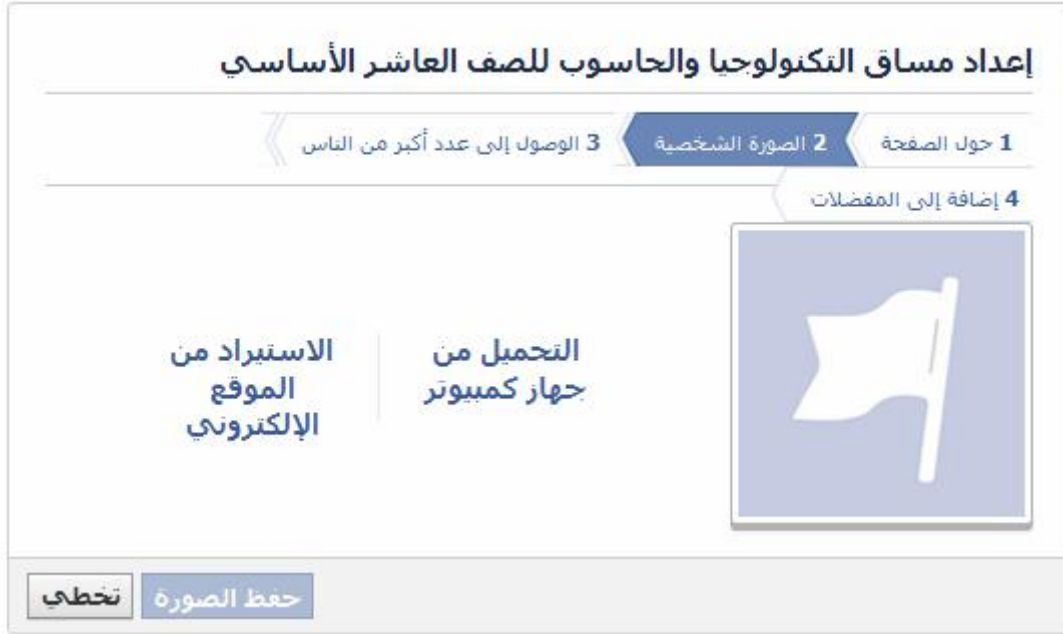 إعداد مساق التكنولوجيا والحاسوب للصف العاشر الأساسي
1 حول الصفحة 2 الصورة الشخصية 3 الوصول إلى عدد أكبر من الناس
4 إضافة إلى المفضلات
التحميل من
جهاز كمبيوتر
الاستيراد من
الموقع
الإلكتروني
حفظ الصورة تخطي